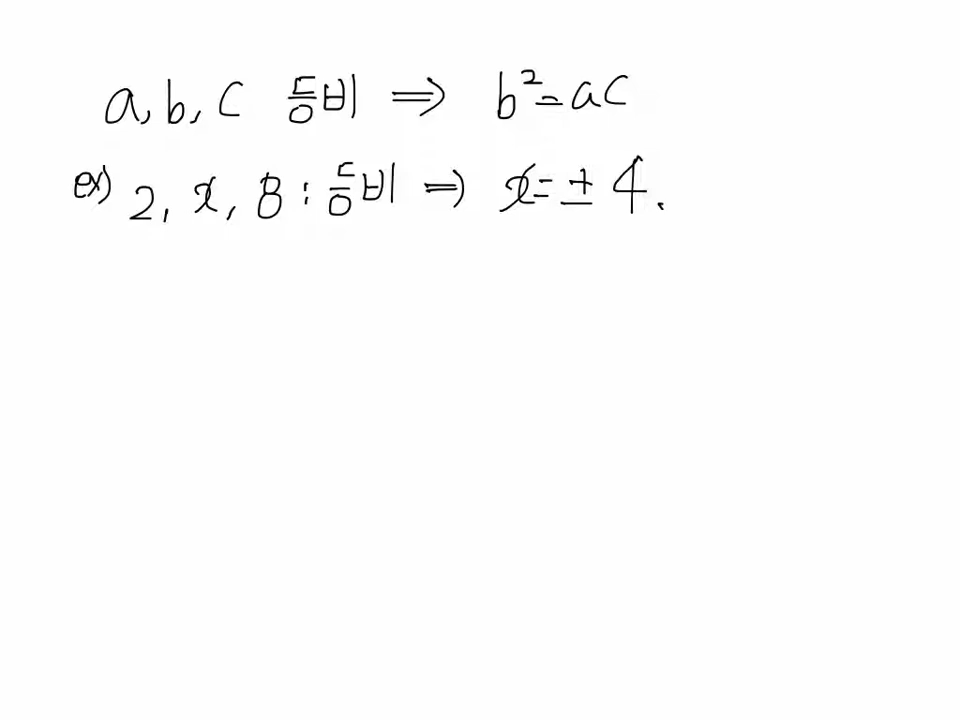 a, b, c 등비 ⇒ b²=ac
ex) 2, x, 8 : 등비 ⇒ x=±4.